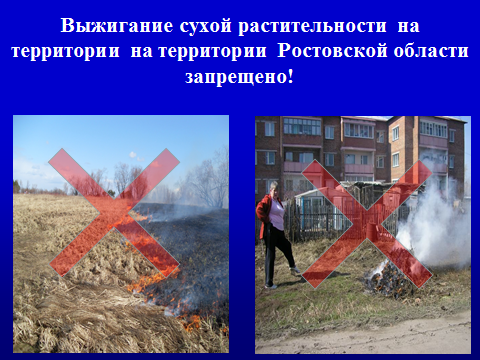 Выжигание сухой растительности на
территории на территории Ростовской области
запрещено!